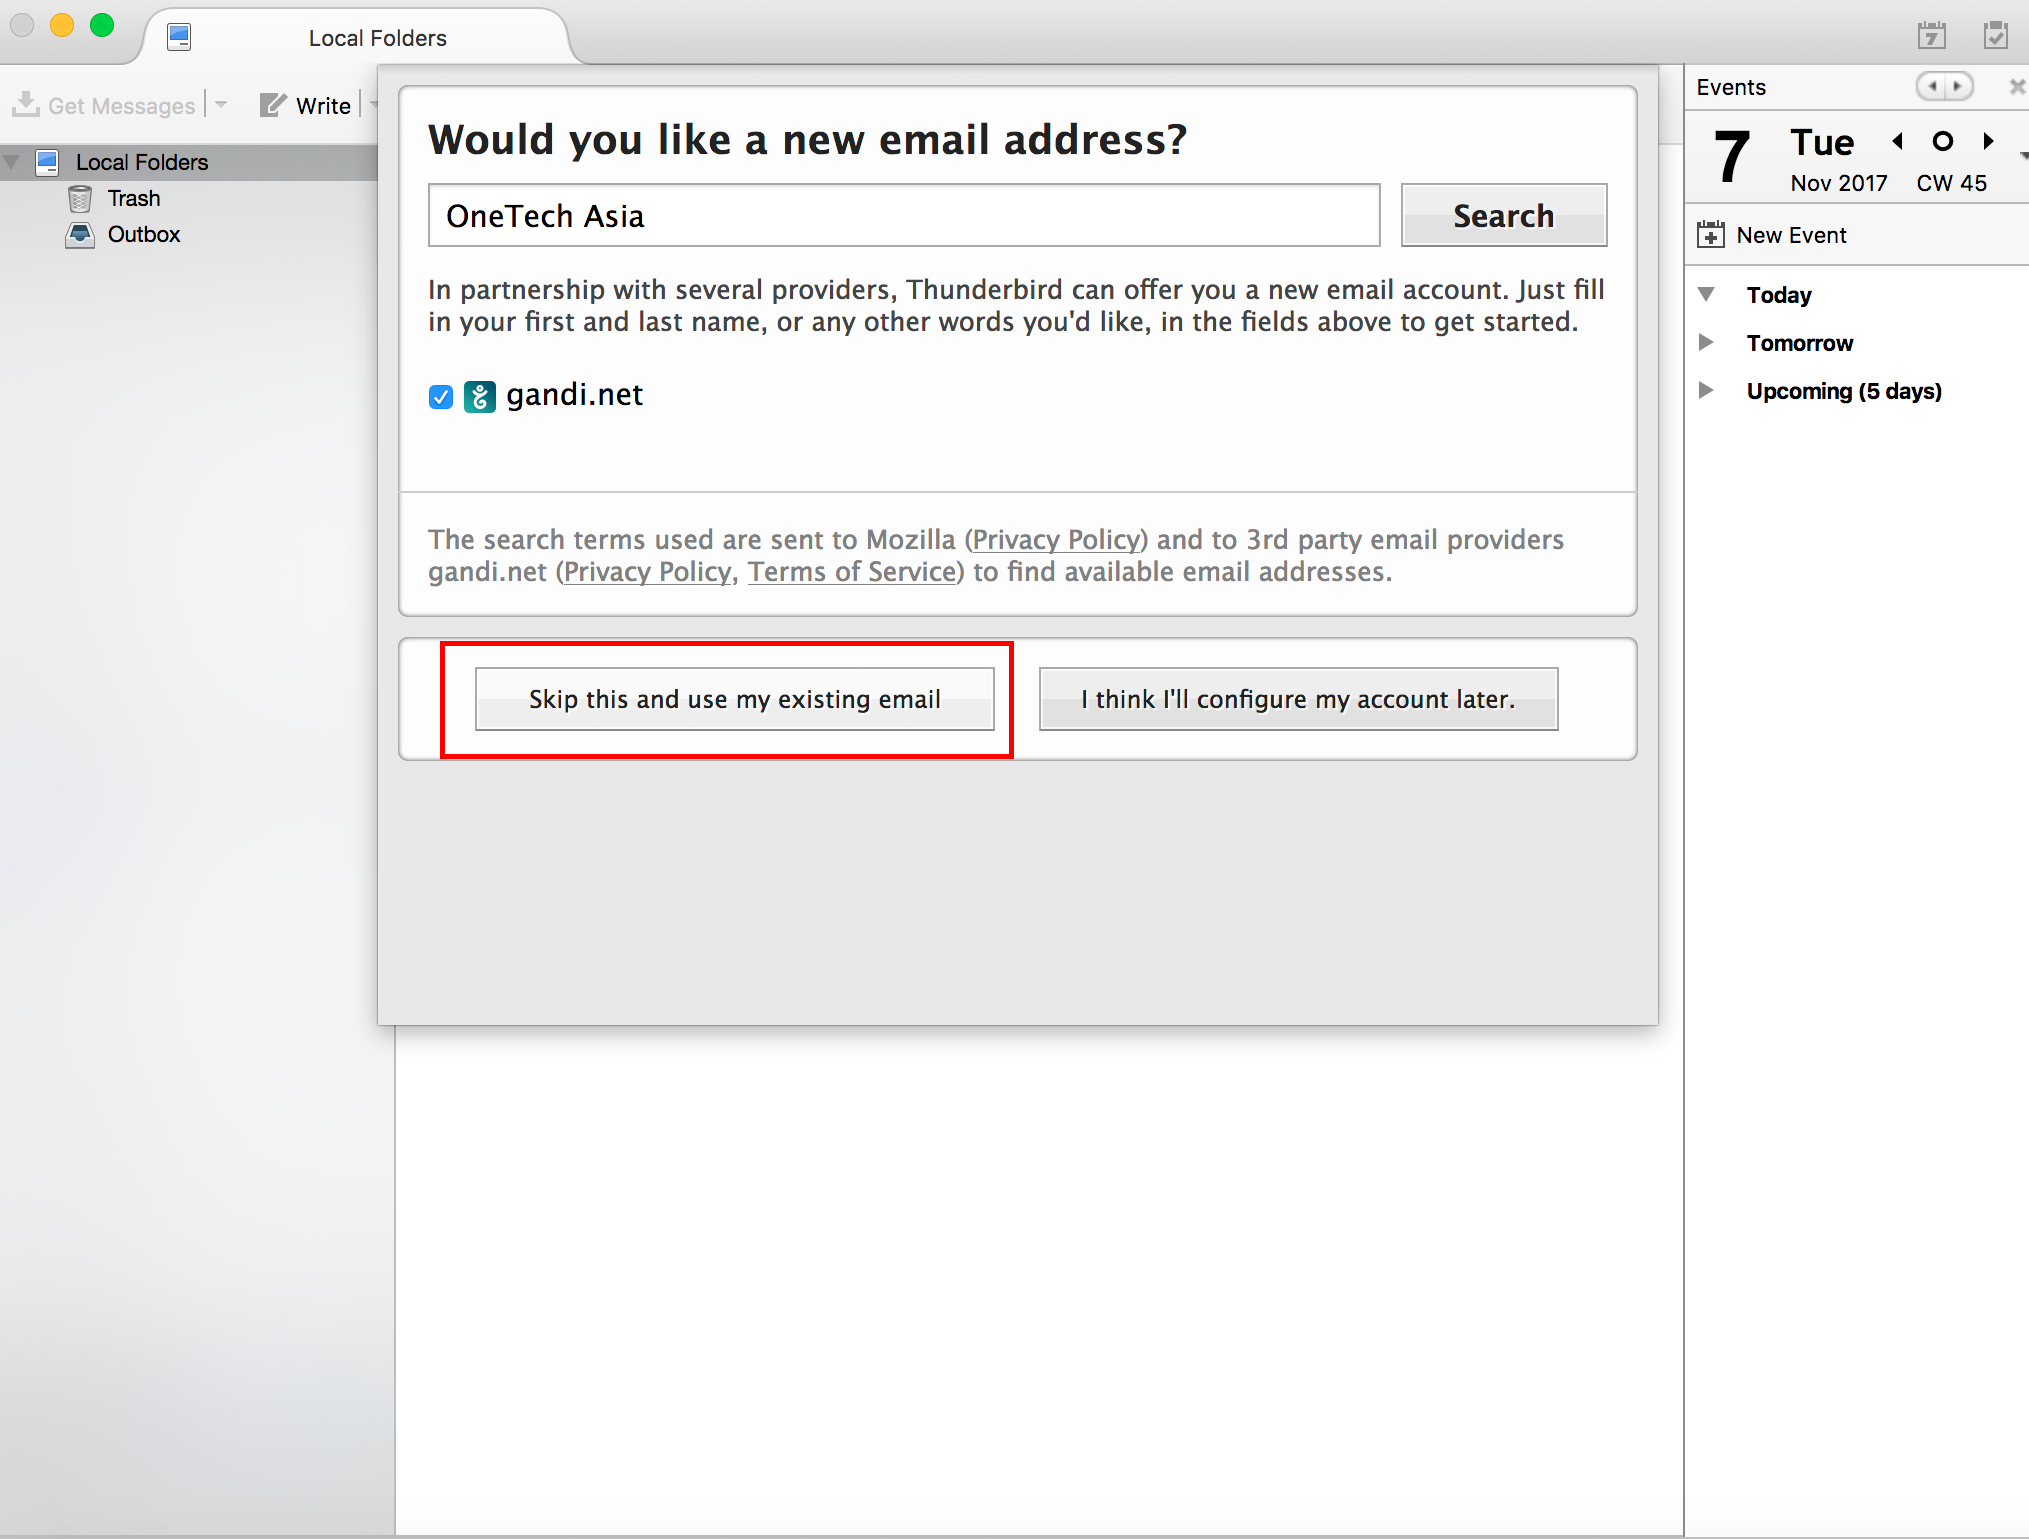 Local Folders
Get Messages
Write
Local Folders
Trash
Outbox
Would you like a new email address?
OneTech Asia
Search
In partnership with several providers, Thunderbird can offer you a new email account. Just fill
in your first and last name, or any other words you'd like, in the fields above to get started.
gandi.net
The search terms used are sent to Mozilla (Privacy Policy) and to 3rd party email providers
gandi.net (Privacy Policy, Terms of Service) to find available email addresses.
Skip this and use my existing email
I think I'll configure my account later.
7
Events
7
Tue
Nov 2017
CW 45
New Event
Today
Tomorrow
Upcoming (5 days)